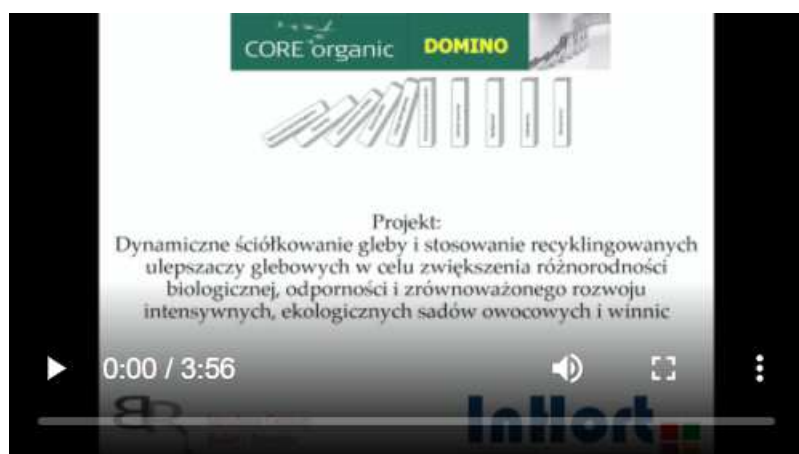 CORE organic DOMINO
Projekt:
Dynamiczne ściółkowanie gleby i stosowanie recyklingowanych
ulepszaczy glebowych w celu zwiększenia różnorodności
biologicznej, odporności i zrównoważonego rozwoju
intensywnych, ekologicznych sadów owocowych i winnic
0:00 / 3:56
InHort